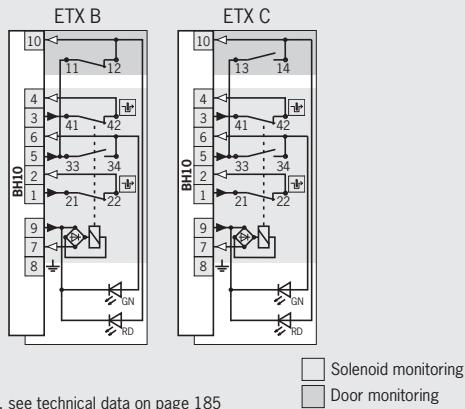 ETX B
ETX C
10
11 12
4
3
41 42
6
5
33 34
2
1
21 22
9
7
8
BH10
GN
RD
10
13 14
4
3
41 42
6
5
33 34
2
1
21 22
9
7
8
BH10
GN
RD
Solenoid monitoring
Door monitoring
, see technical data on page 185